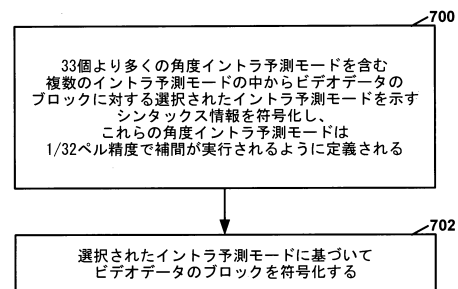 700
33個より多くの角度イントラ予測モードを含む
複数のイントラ予測モードの中からビデオデータの
ブロックに対する選択されたイントラ予測モードを示す
シンタックス情報を符号化し、
これらの角度イントラ予測モードは
1/32ペル精度で補間が実行されるように定義される
702
選択されたイントラ予測モードに基づいて
ビデオデータのブロックを符号化する